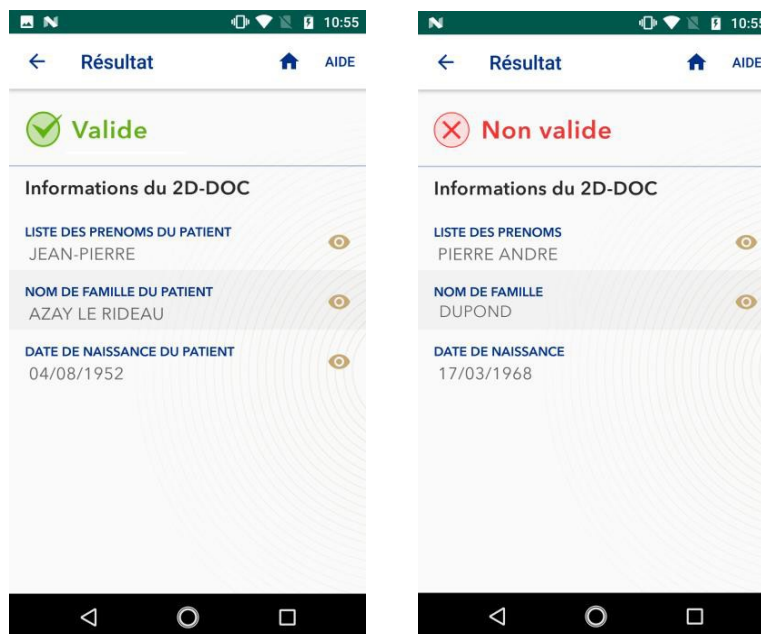 10:55
Résultat
AIDE
Valide
Informations du 2D-DOC
LISTE DES PRENOMS DU PATIENT
JEAN-PIERRE
NOM DE FAMILLE DU PATIENT
AZAY LE RIDEAU
DATE DE NAISSANCE DU PATIENT
04/08/1952
10:55
Résultat
AIDE
Non valide
Informations du 2D-DOC
LISTE DES PRENOMS
PIERRE ANDRE
NOM DE FAMILLE
DUPOND
DATE DE NAISSANCE
17/03/1968